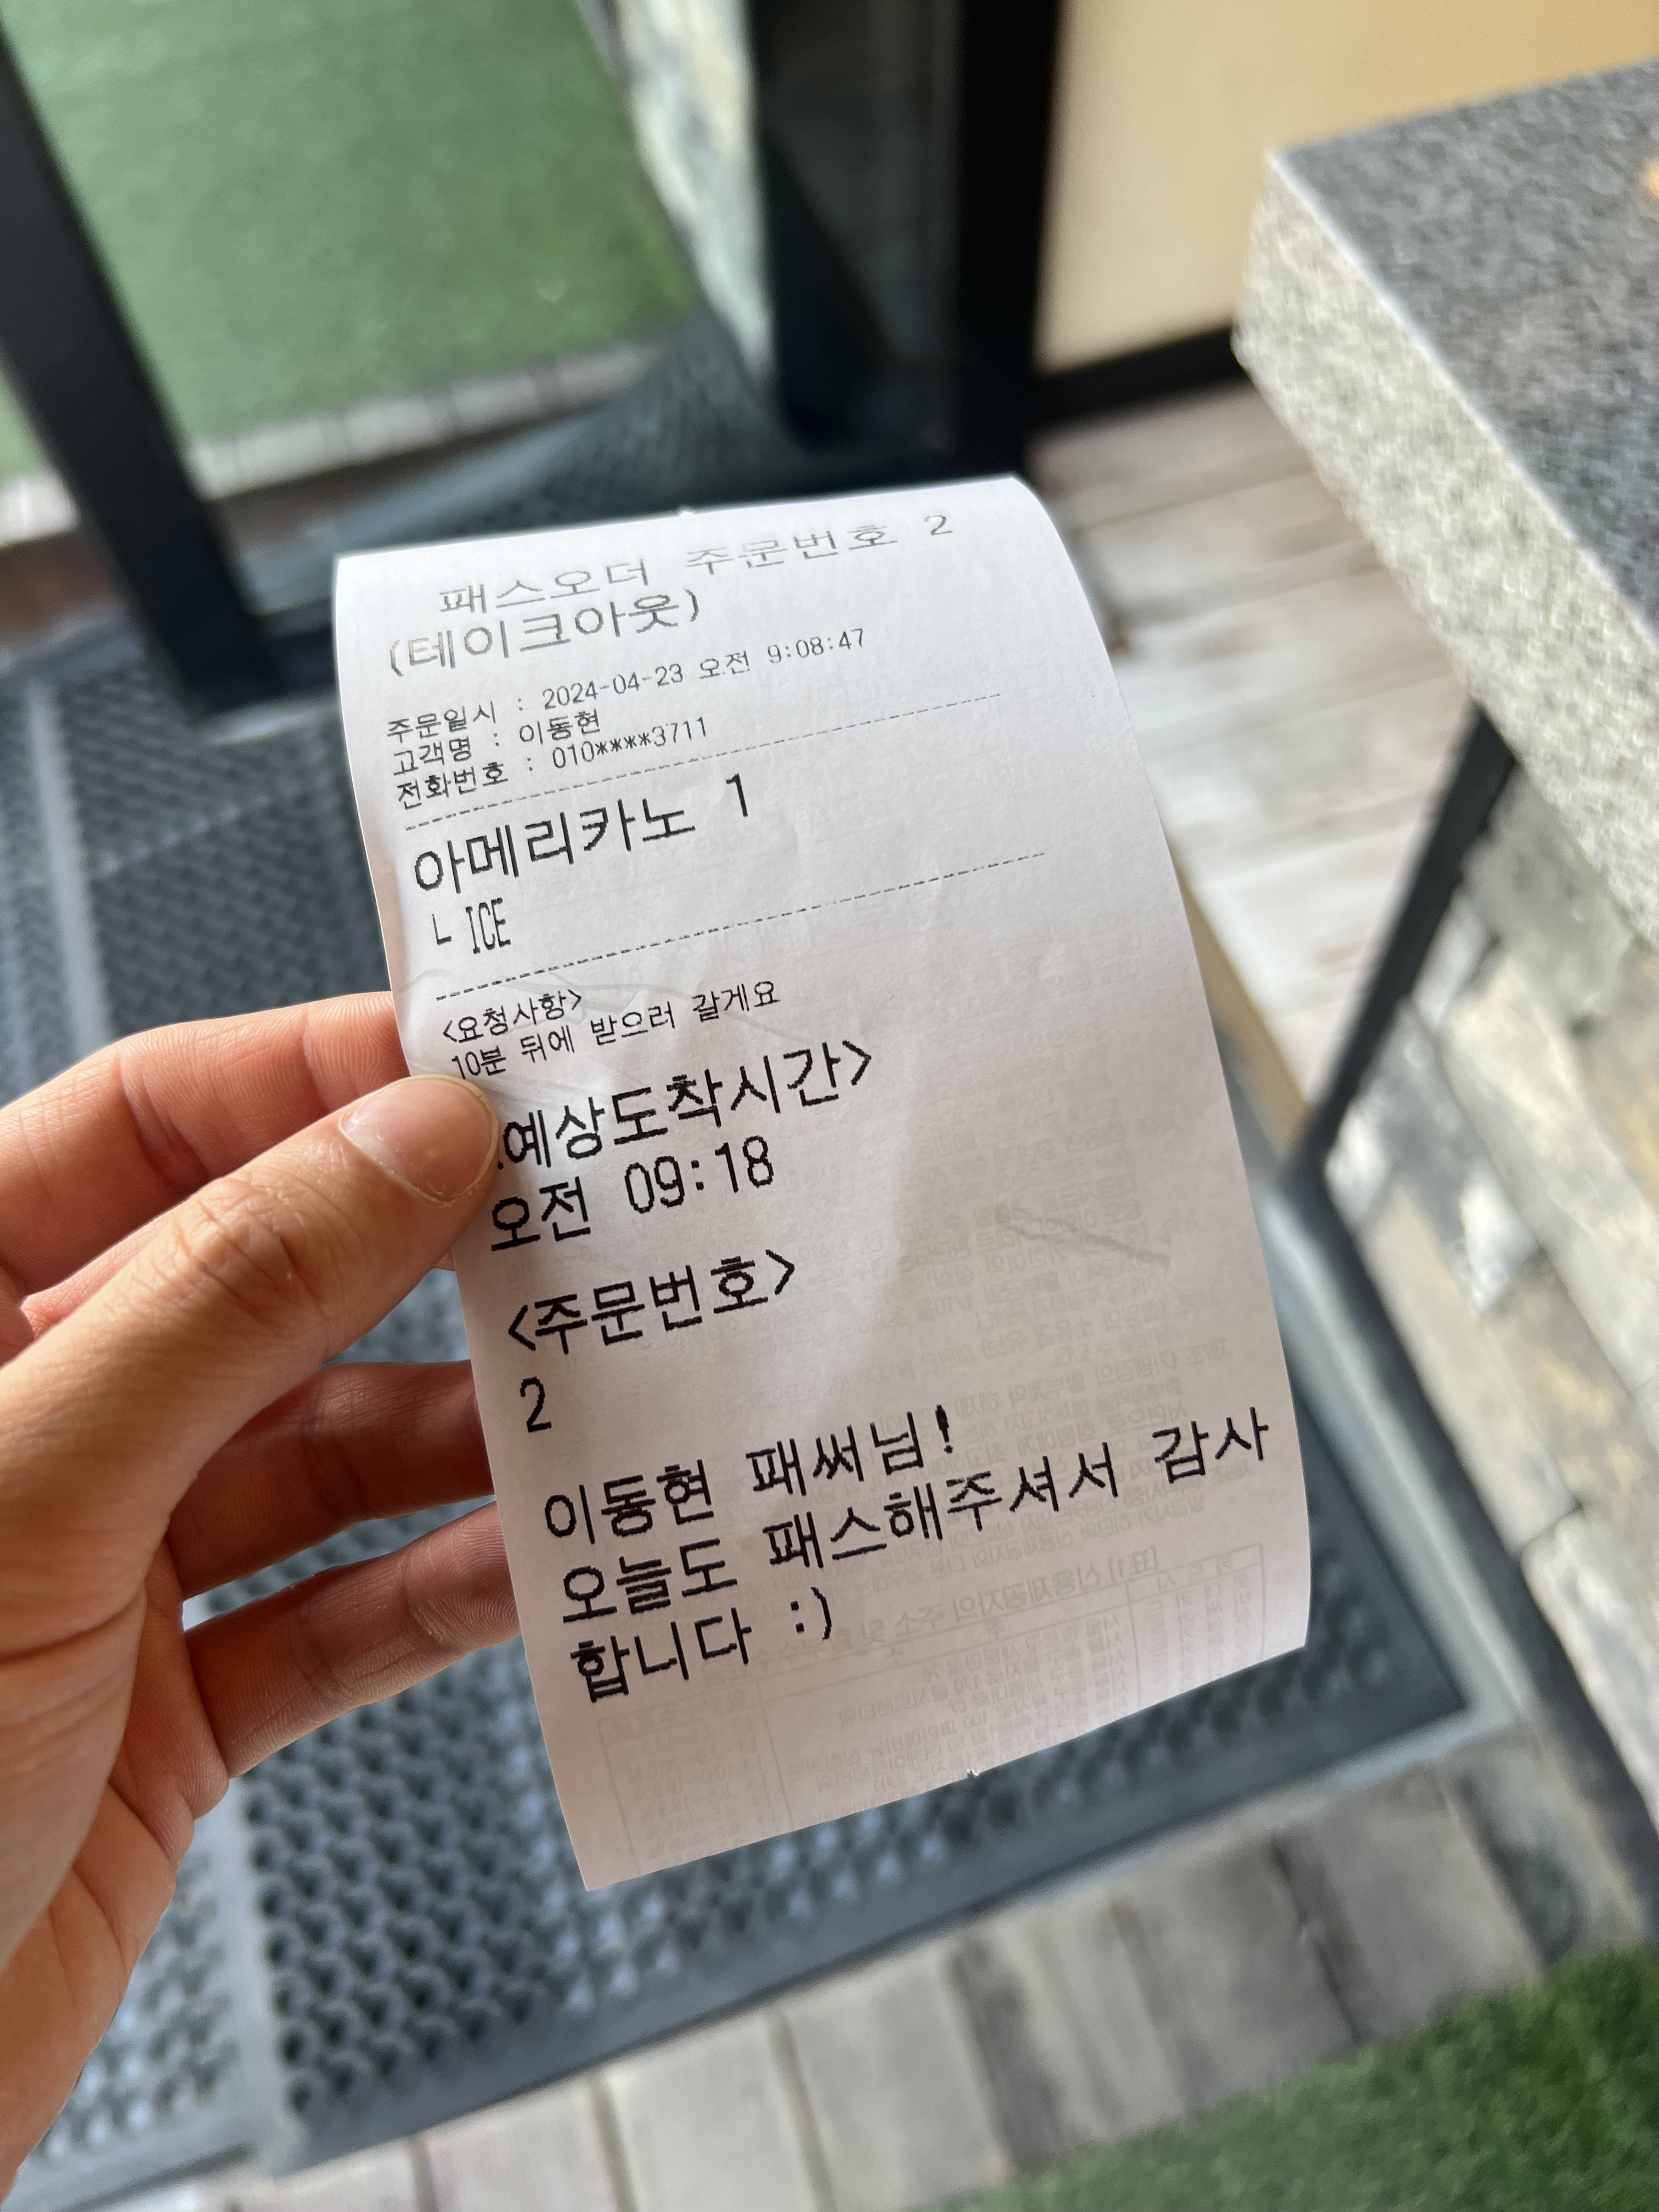 패스오더 주문번호 2
(테이크아웃)
주문일시 : 2024-04-23 오전 9:08:47
고객명 : 이동현
전화번호 : 010****3711
아메리카노 1
ㄴ ICE
<요청사항>
10분 뒤에 받으러 갈게요
예상도착시간>
오전 09:18
<주문번호>
2
이동현 패써님!
오늘도 패스해주셔서 감사
합니다 :)